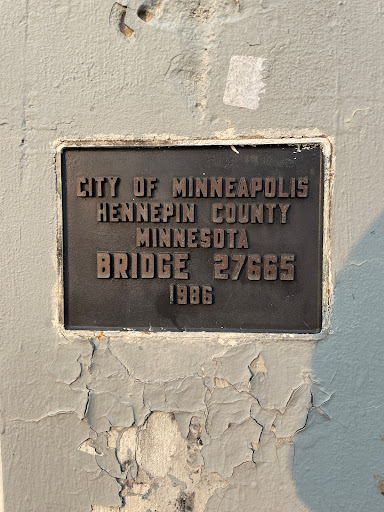 CITY OF MINNEAPOLIS
HENNEPIN COUNTY
MINNESOTA
BRIDGE 27665
1986